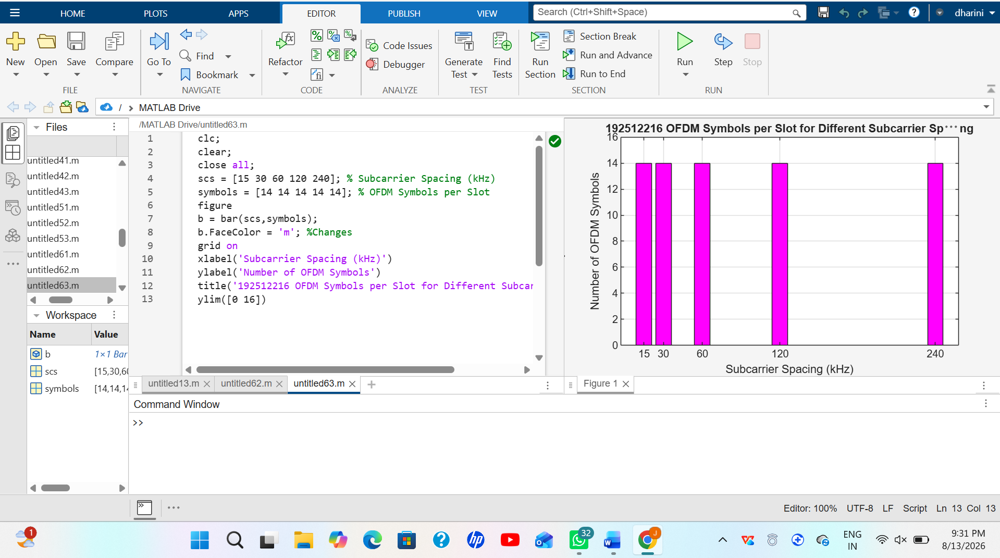 HOME PLOTS APPS EDITOR PUBLISH VIEW Search (Ctrl+Shift+Space) dharini
New Open Save Compare
FILE
Go To Find Bookmark
NAVIGATE
Refactor
CODE
Code Issues
Debugger
ANALYZE
Generate Test Find Tests
TEST
Run Section
Section Break
Run and Advance
Run to End
SECTION
Run Step Stop
RUN
/ MATLAB Drive
Files
untitled41.m
untitled42.m
untitled43.m
untitled51.m
untitled52.m
untitled53.m
untitled61.m
untitled62.m
untitled63.m
Workspace
Name Value
b 1×1 Bar
scs [15,30,60
symbols [14,14,14
/MATLAB Drive/untitled63.m
1 clc;
2 clear;
3 close all;
4 scs = [15 30 60 120 240]; % Subcarrier Spacing (kHz)
5 symbols = [14 14 14 14 14]; % OFDM Symbols per Slot
6 figure
7 b = bar(scs,symbols);
8 b.FaceColor = 'm'; %Changes
9 grid on
10 xlabel('Subcarrier Spacing (kHz)')
11 ylabel('Number of OFDM Symbols')
12 title('192512216 OFDM Symbols per Slot for Different Subcar
13 ylim([0 16])
untitled13.m untitled62.m untitled63.m
192512216 OFDM Symbols per Slot for Different Subcarrier Sp···ng
Number of OFDM Symbols
16
14
12
10
8
6
4
2
0
15 30 60 120 240
Subcarrier Spacing (kHz)
Figure 1
Command Window
>>
Editor: 100% UTF-8 LF Script Ln 13 Col 13
1
hp
32
J
ENG
IN
9:31 PM
8/13/2026